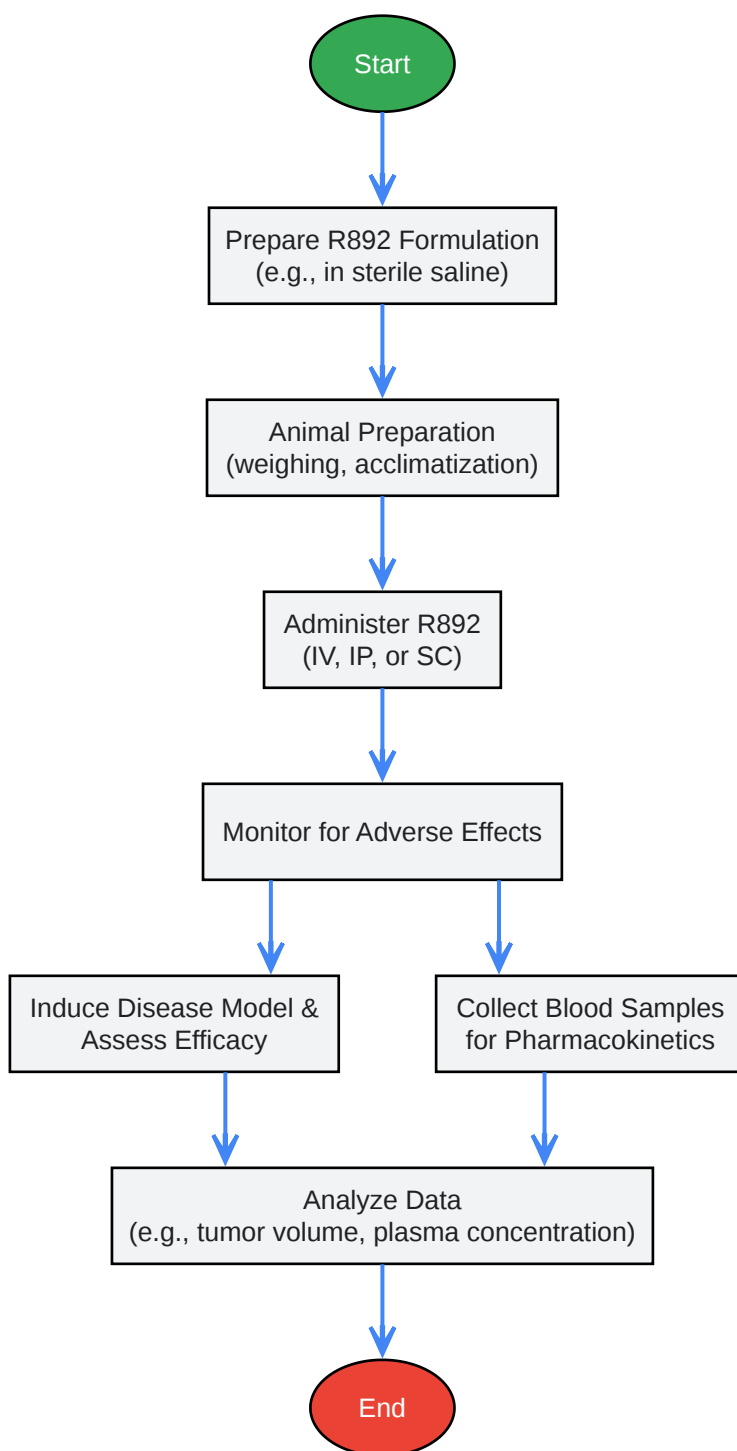 Start
Prepare R892 Formulation
(e.g., in sterile saline)
Animal Preparation
(weighing, acclimatization)
Administer R892
(IV, IP, or SC)
Monitor for Adverse Effects
Induce Disease Model &
Assess Efficacy
Collect Blood Samples
for Pharmacokinetics
Analyze Data
(e.g., tumor volume, plasma concentration)
End